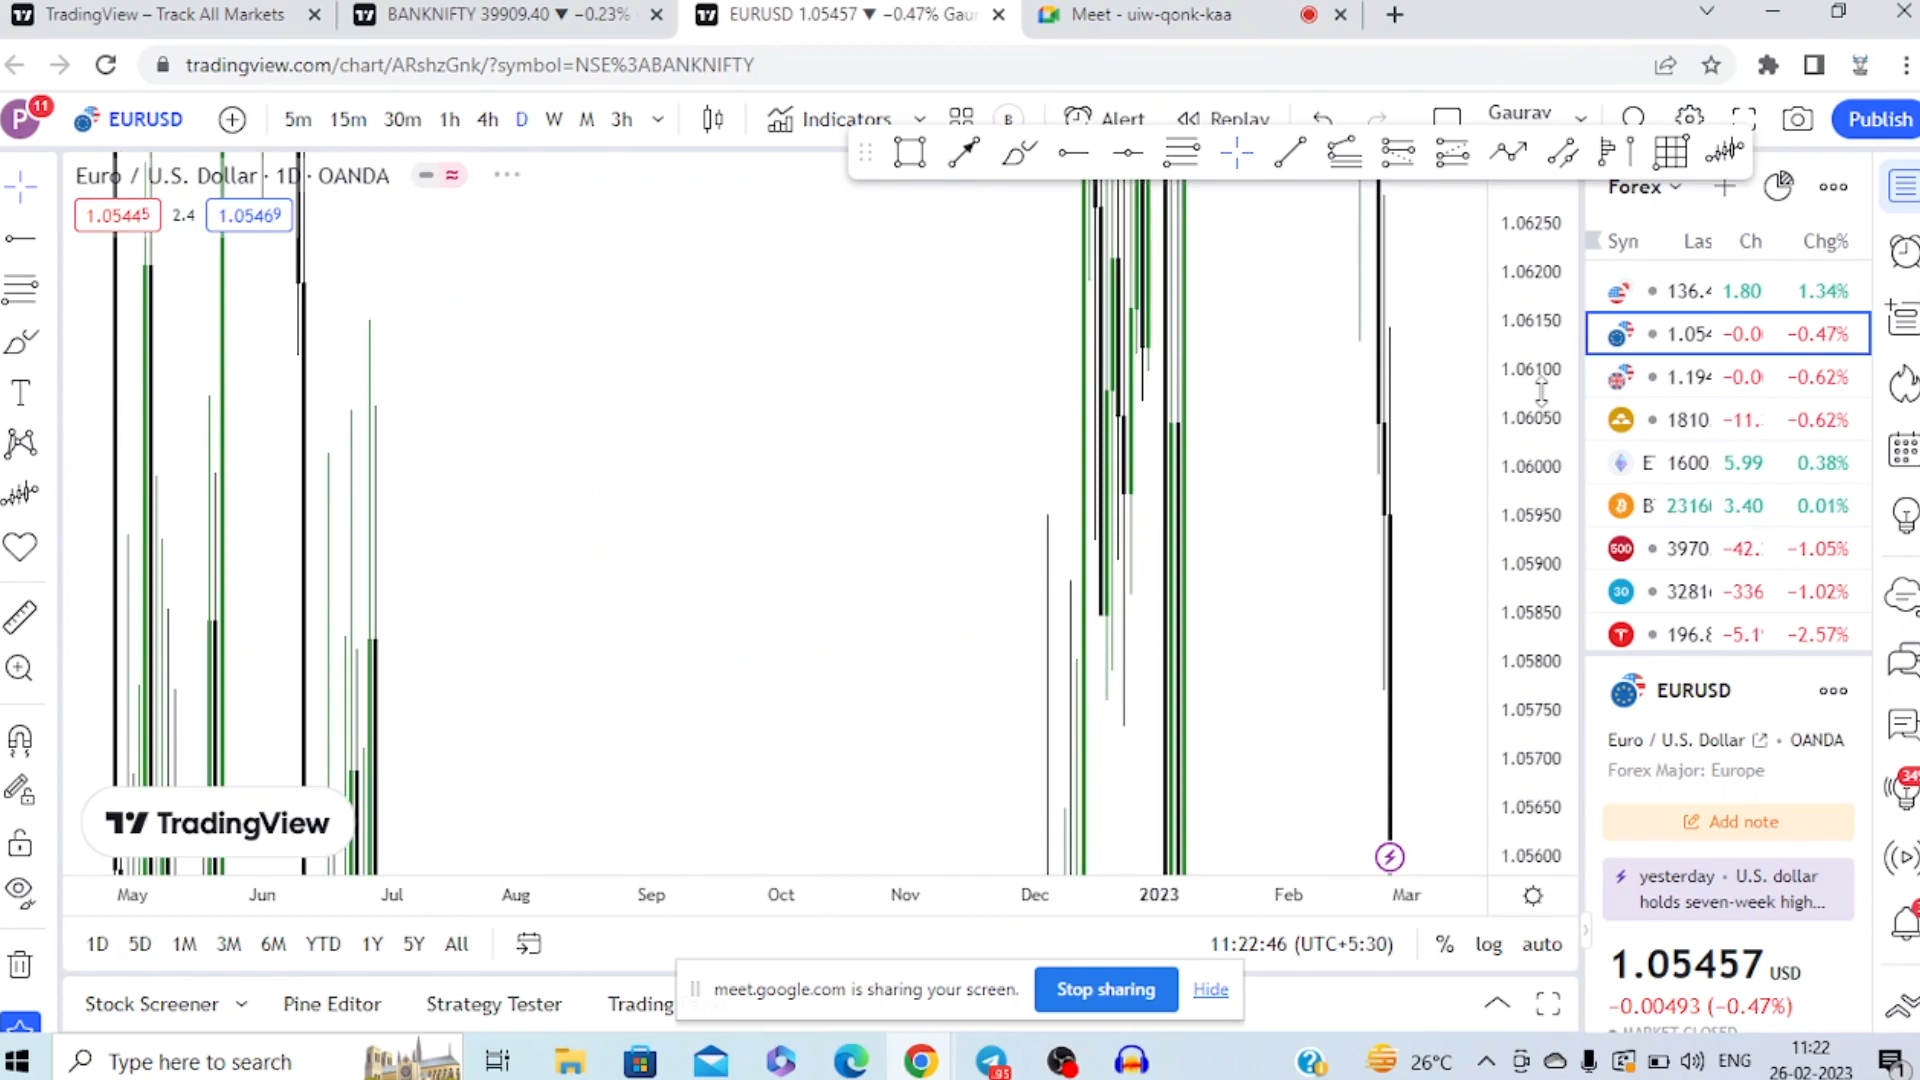 TradingView – Track All Markets
BANKNIFTY 39909.40 ▼ −0.23%
EURUSD 1.05457 ▼ −0.47% Gau
Meet - uiw-qonk-kaa
tradingview.com/chart/ARshzGnk/?symbol=NSE%3ABANKNIFTY
P 11 EURUSD 5m 15m 30m 1h 4h D W M 3h Indicators B Alert Replay Gaurav Publish
Euro / U.S. Dollar · 1D · OANDA
1.05445 2.4 1.05469
1.06250
1.06200
1.06150
1.06100
1.06050
1.06000
1.05950
1.05900
1.05850
1.05800
1.05750
1.05700
1.05650
1.05600
Forex
Syn Las Ch Chg%
136.4 1.80 1.34%
1.054 −0.0 −0.47%
1.194 −0.0 −0.62%
1810 −11. −0.62%
E 1600 5.99 0.38%
B 2316 3.40 0.01%
500 3970 −42. −1.05%
30 3281 −336 −1.02%
T 196.8 −5.1 −2.57%
EURUSD
Euro / U.S. Dollar • OANDA
Forex Major: Europe
Add note
yesterday • U.S. dollar
holds seven-week high...
1.05457 USD
−0.00493 (−0.47%)
MARKET CLOSED
TradingView
May Jun Jul Aug Sep Oct Nov Dec 2023 Feb Mar
1D 5D 1M 3M 6M YTD 1Y 5Y All
11:22:46 (UTC+5:30) % log auto
Stock Screener Pine Editor Strategy Tester Trading
meet.google.com is sharing your screen. Stop sharing Hide
Type here to search
26°C ENG 11:22
26-02-2023